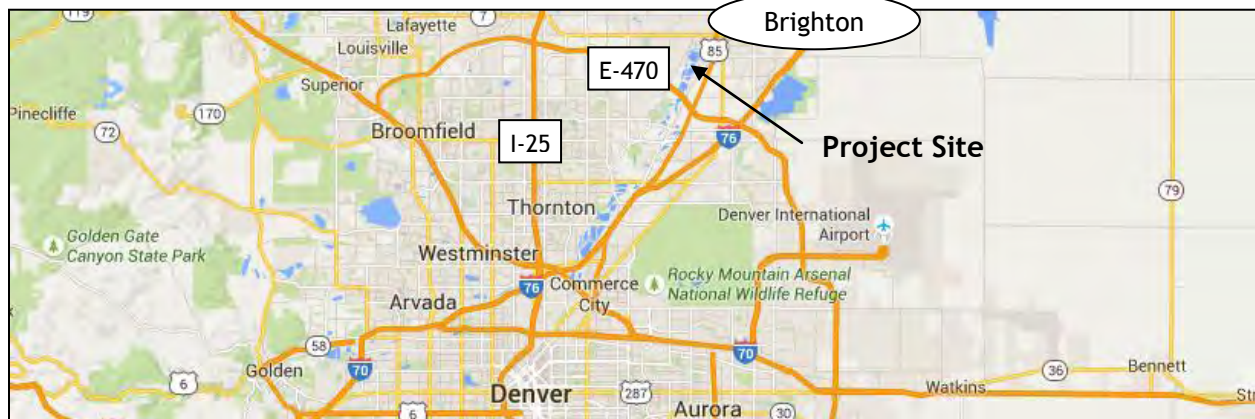 119
Lafayette
7
Brighton
Louisville
85
E-470
Superior
Pinecliffe
170
72
Broomfield
I-25
76
Project Site
79
Thornton
Denver International
Airport
Golden Gate
Canyon State Park
Westminster
Rocky Mountain Arsenal
National Wildlife Refuge
76
Commerce
City
Arvada
58
70
70
Golden
36
Bennett
6
Denver
287
Watkins
6
Aurora
30